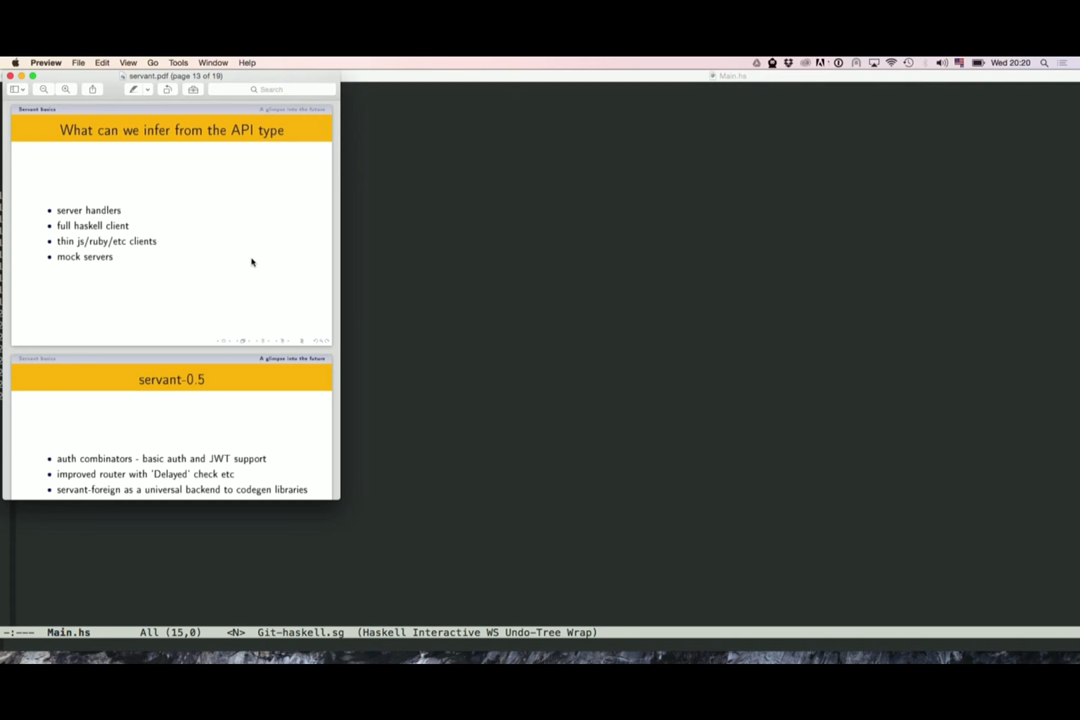 Preview File Edit View Go Tools Window Help Wed 20:20
servant.pdf (page 13 of 19)
Main.hs
Search
Servant basics A glimpse into the future
What can we infer from the API type
server handlers
full haskell client
thin js/ruby/etc clients
mock servers
Servant basics A glimpse into the future
servant-0.5
auth combinators - basic auth and JWT support
improved router with 'Delayed' check etc
servant-foreign as a universal backend to codegen libraries
-:--- Main.hs All (15,0) <N> Git-haskell.sg (Haskell Interactive WS Undo-Tree Wrap)